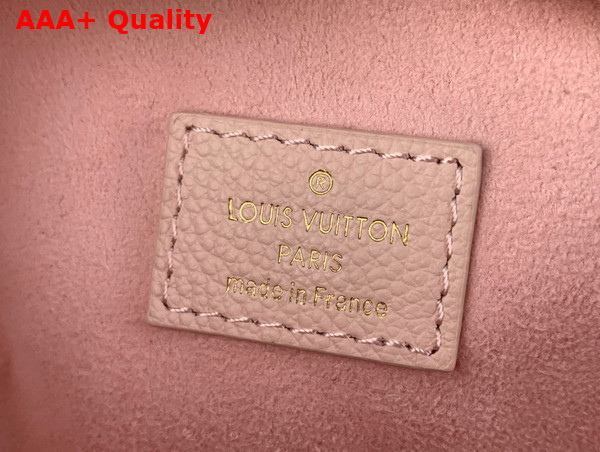 AAA+ Quality
LOUIS VUITTON
PARIS
made in France